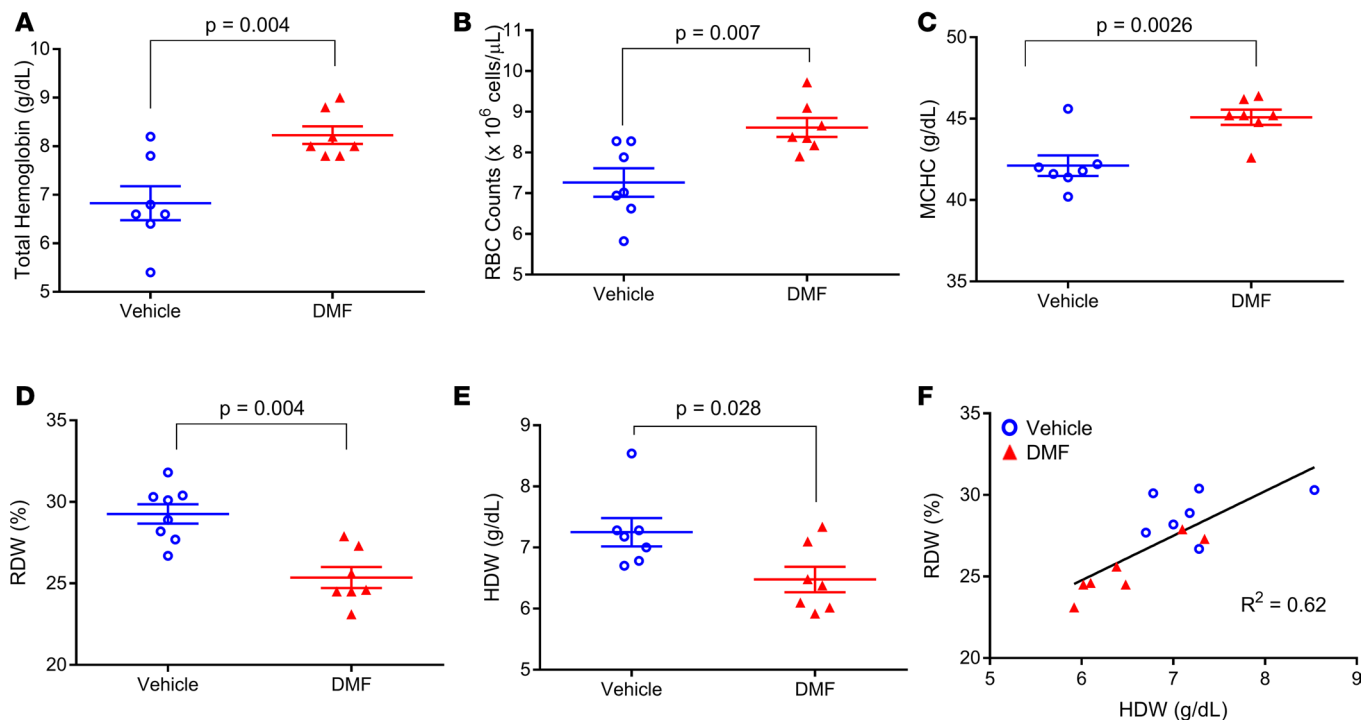 A
p = 0.004
Total Hemoglobin (g/dL)
10
9
8
7
6
5
Vehicle
DMF
B
p = 0.007
RBC Counts (x 10⁶ cells/µL)
11
10
9
8
7
6
5
Vehicle
DMF
C
p = 0.0026
MCHC (g/dL)
50
45
40
35
Vehicle
DMF
D
p = 0.004
RDW (%)
35
30
25
20
Vehicle
DMF
E
p = 0.028
HDW (g/dL)
9
8
7
6
5
Vehicle
DMF
F
Vehicle
DMF
RDW (%)
35
30
25
20
R² = 0.62
5
6
7
8
9
HDW (g/dL)